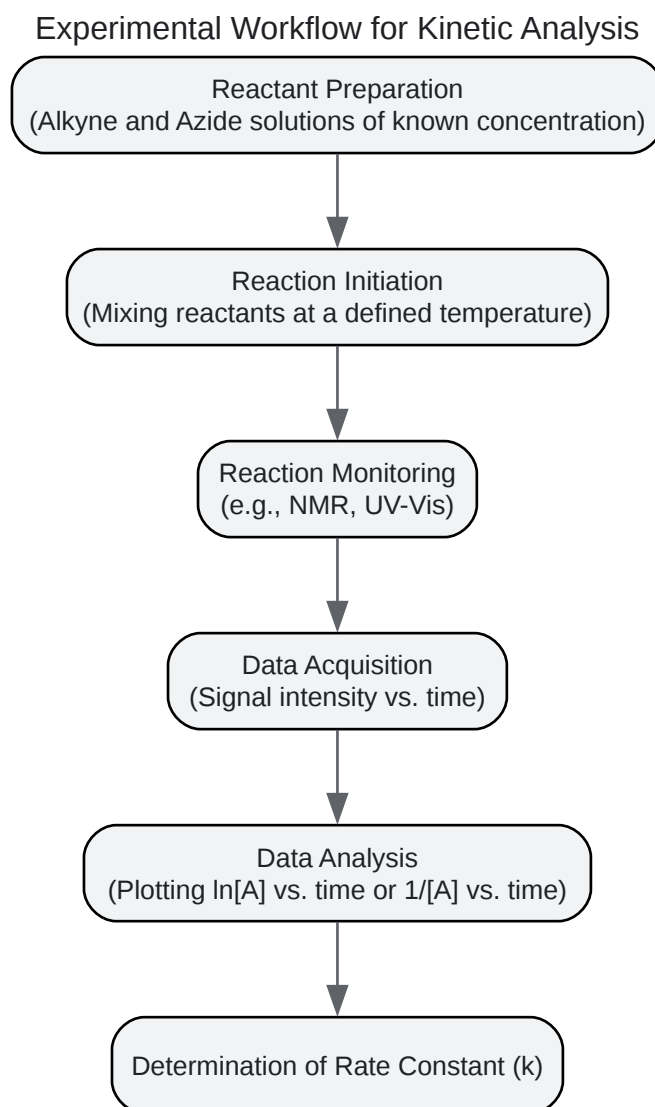 Experimental Workflow for Kinetic Analysis
Reactant Preparation
(Alkyne and Azide solutions of known concentration)
Reaction Initiation
(Mixing reactants at a defined temperature)
Reaction Monitoring
(e.g., NMR, UV-Vis)
Data Acquisition
(Signal intensity vs. time)
Data Analysis
(Plotting ln[A] vs. time or 1/[A] vs. time)
Determination of Rate Constant (k)